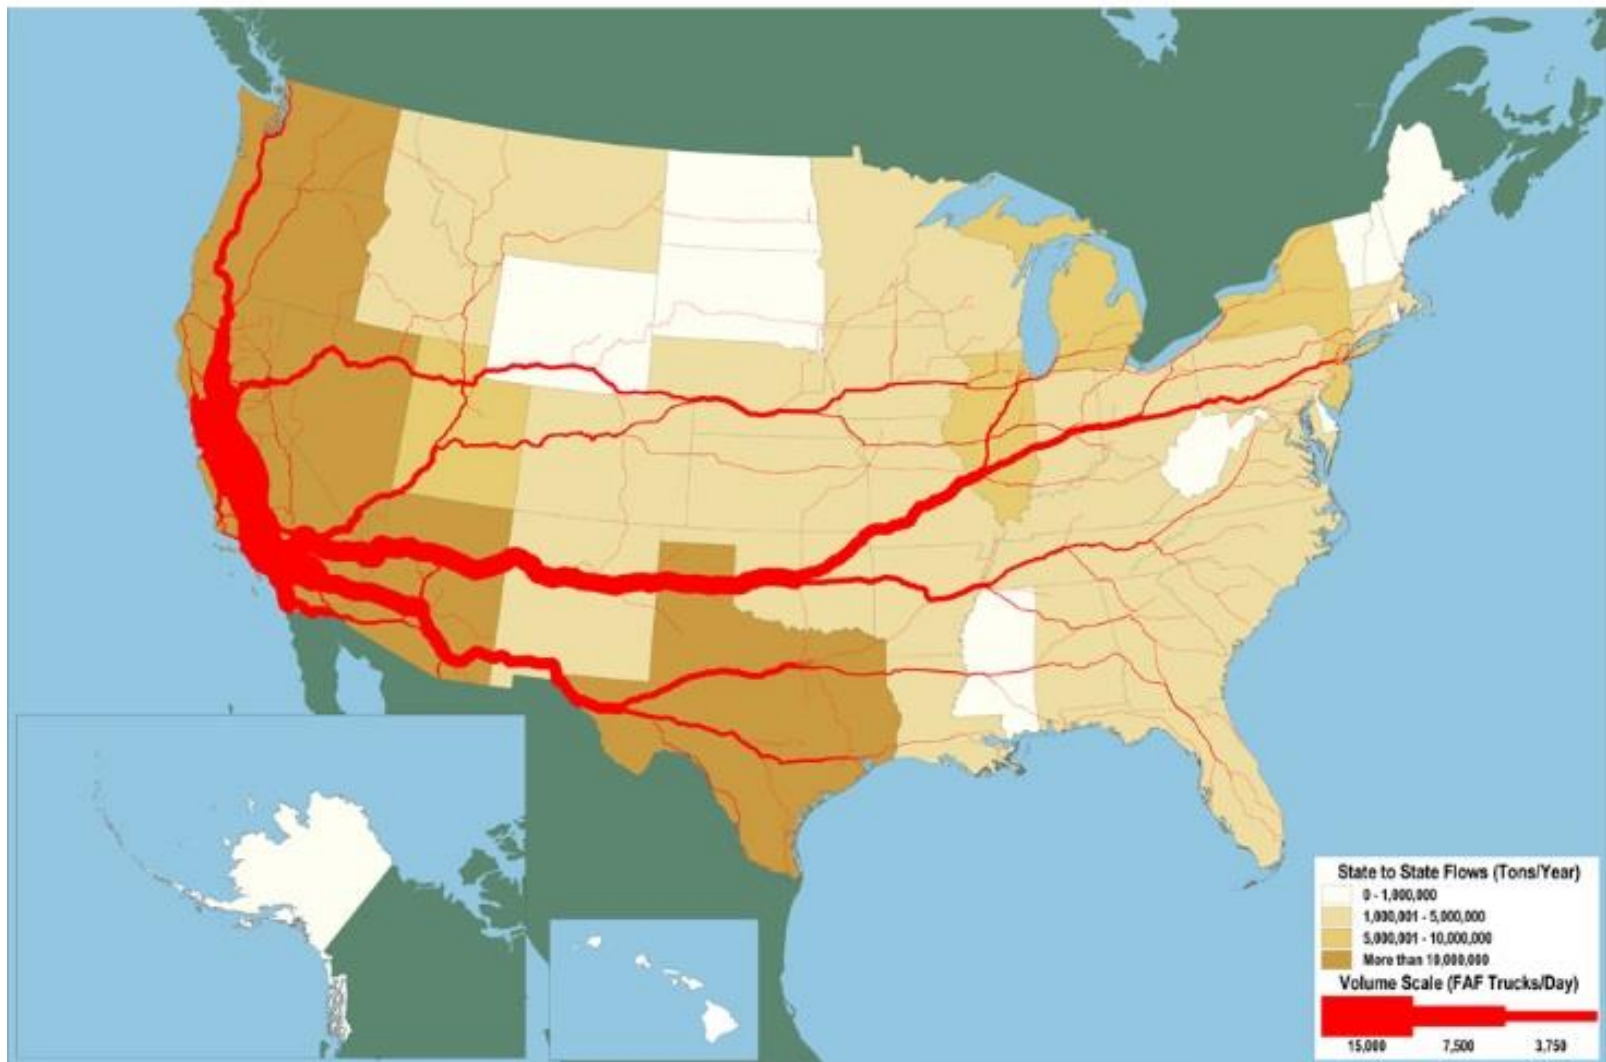 State to State Flows (Tons/Year)
0 - 1,000,000
1,000,001 - 5,000,000
5,000,001 - 10,000,000
More than 10,000,000
Volume Scale (FAF Trucks/Day)
15,000 7,500 3,750